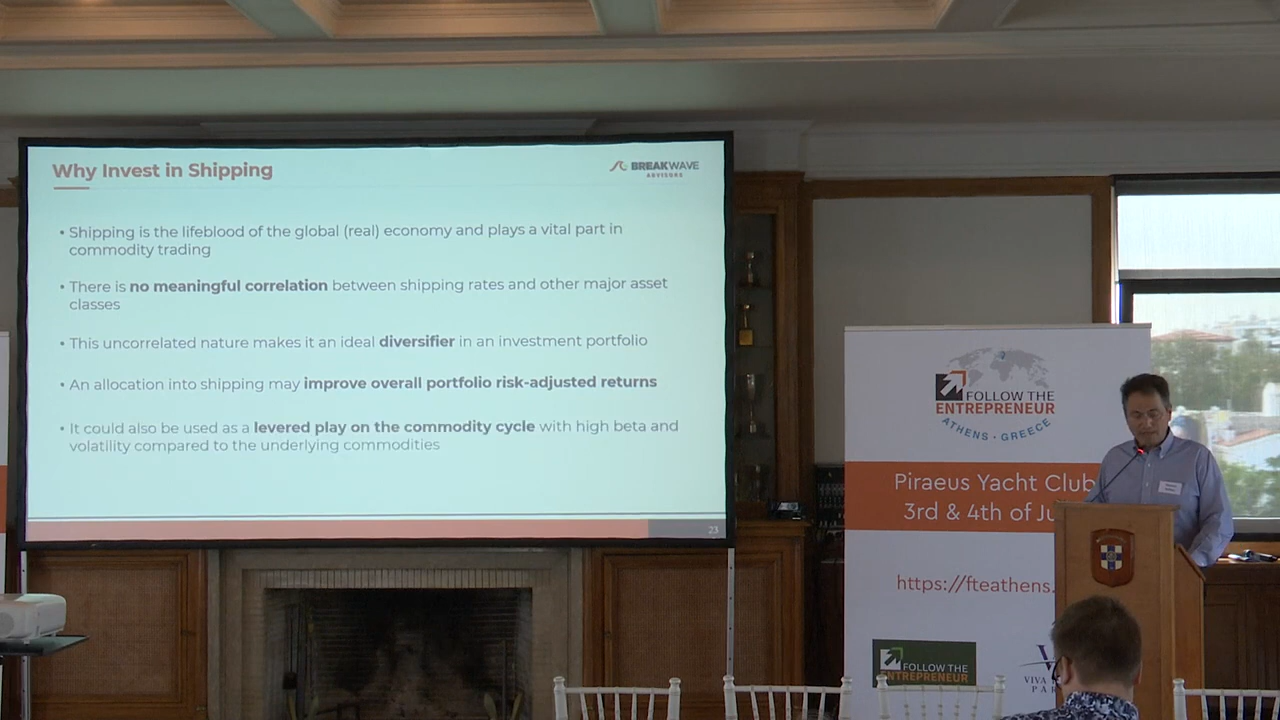 Why Invest in Shipping
BREAKWAVE
ADVISORS
• Shipping is the lifeblood of the global (real) economy and plays a vital part in
commodity trading
• There is no meaningful correlation between shipping rates and other major asset
classes
• This uncorrelated nature makes it an ideal diversifier in an investment portfolio
• An allocation into shipping may improve overall portfolio risk-adjusted returns
• It could also be used as a levered play on the commodity cycle with high beta and
volatility compared to the underlying commodities
23
FOLLOW THE
ENTREPRENEUR
ATHENS · GREECE
Piraeus Yacht Club
3rd & 4th of Ju
https://fteathens.
FOLLOW THE
ENTREPRENEUR
VIVA